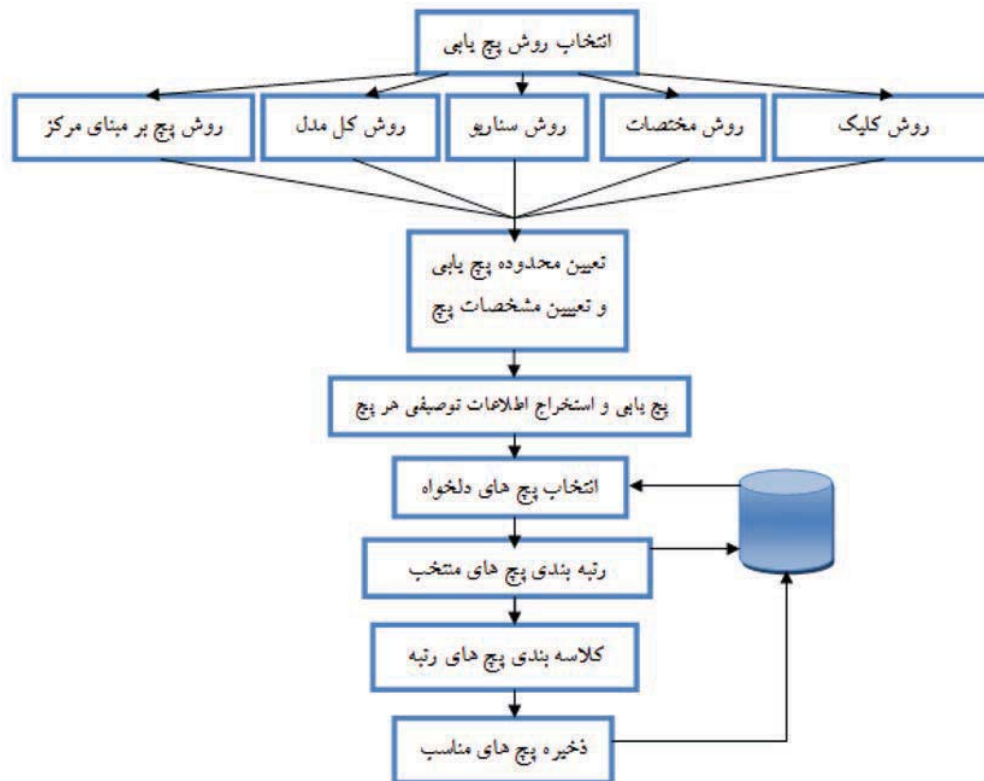 انتخاب روش پچ یابی
روش کلیک
روش مختصات
روش سناریو
روش کل مدل
روش پچ بر مبنای مرکز
تعیین محدوده پچ یابی
و تعیین مشخصات پچ
پچ یابی و استخراج اطلاعات توصیفی هر پچ
انتخاب پچ های دلخواه
رتبه بندی پچ های منتخب
کلاسه بندی پچ های رتبه
ذخیره پچ های مناسب